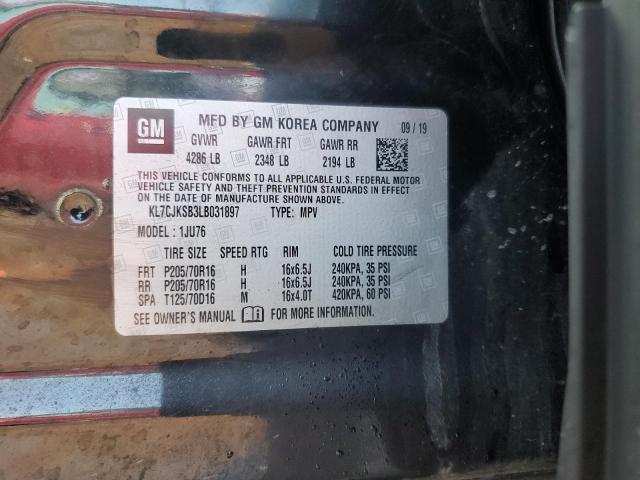 GM
MFD BY GM KOREA COMPANY 09 / 19
GVWR GAWR FRT GAWR RR
4286 LB 2348 LB 2194 LB
THIS VEHICLE CONFORMS TO ALL APPLICABLE U.S. FEDERAL MOTOR
VEHICLE SAFETY AND THEFT PREVENTION STANDARDS IN EFFECT
ON THE DATE OF MANUFACTURE SHOWN ABOVE.
KL7CJKSB3LB031897 TYPE: MPV
MODEL : 1JU76
TIRE SIZE SPEED RTG RIM COLD TIRE PRESSURE
FRT P205/70R16 H 16x6.5J 240KPA, 35 PSI
RR P205/70R16 H 16x6.5J 240KPA, 35 PSI
SPA T125/70D16 M 16x4.0T 420KPA, 60 PSI
SEE OWNER'S MANUAL FOR MORE INFORMATION.